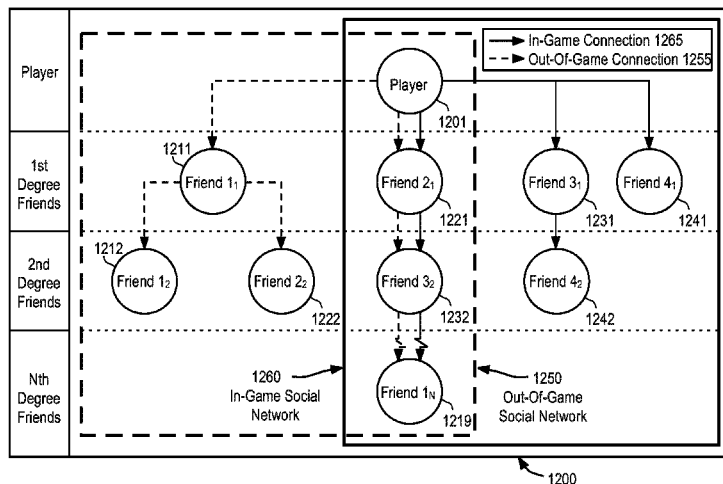 In-Game Connection 1265
Out-Of-Game Connection 1255
Player
Player
1201
1st
Degree
Friends
1211
Friend 1₁
Friend 2₁
1221
Friend 3₁
1231
Friend 4₁
1241
2nd
Degree
Friends
1212
Friend 1₂
Friend 2₂
1222
Friend 3₂
1232
Friend 4₂
1242
Nth
Degree
Friends
1260
In-Game Social
Network
Friend 1N
1219
1250
Out-Of-Game
Social Network
1200